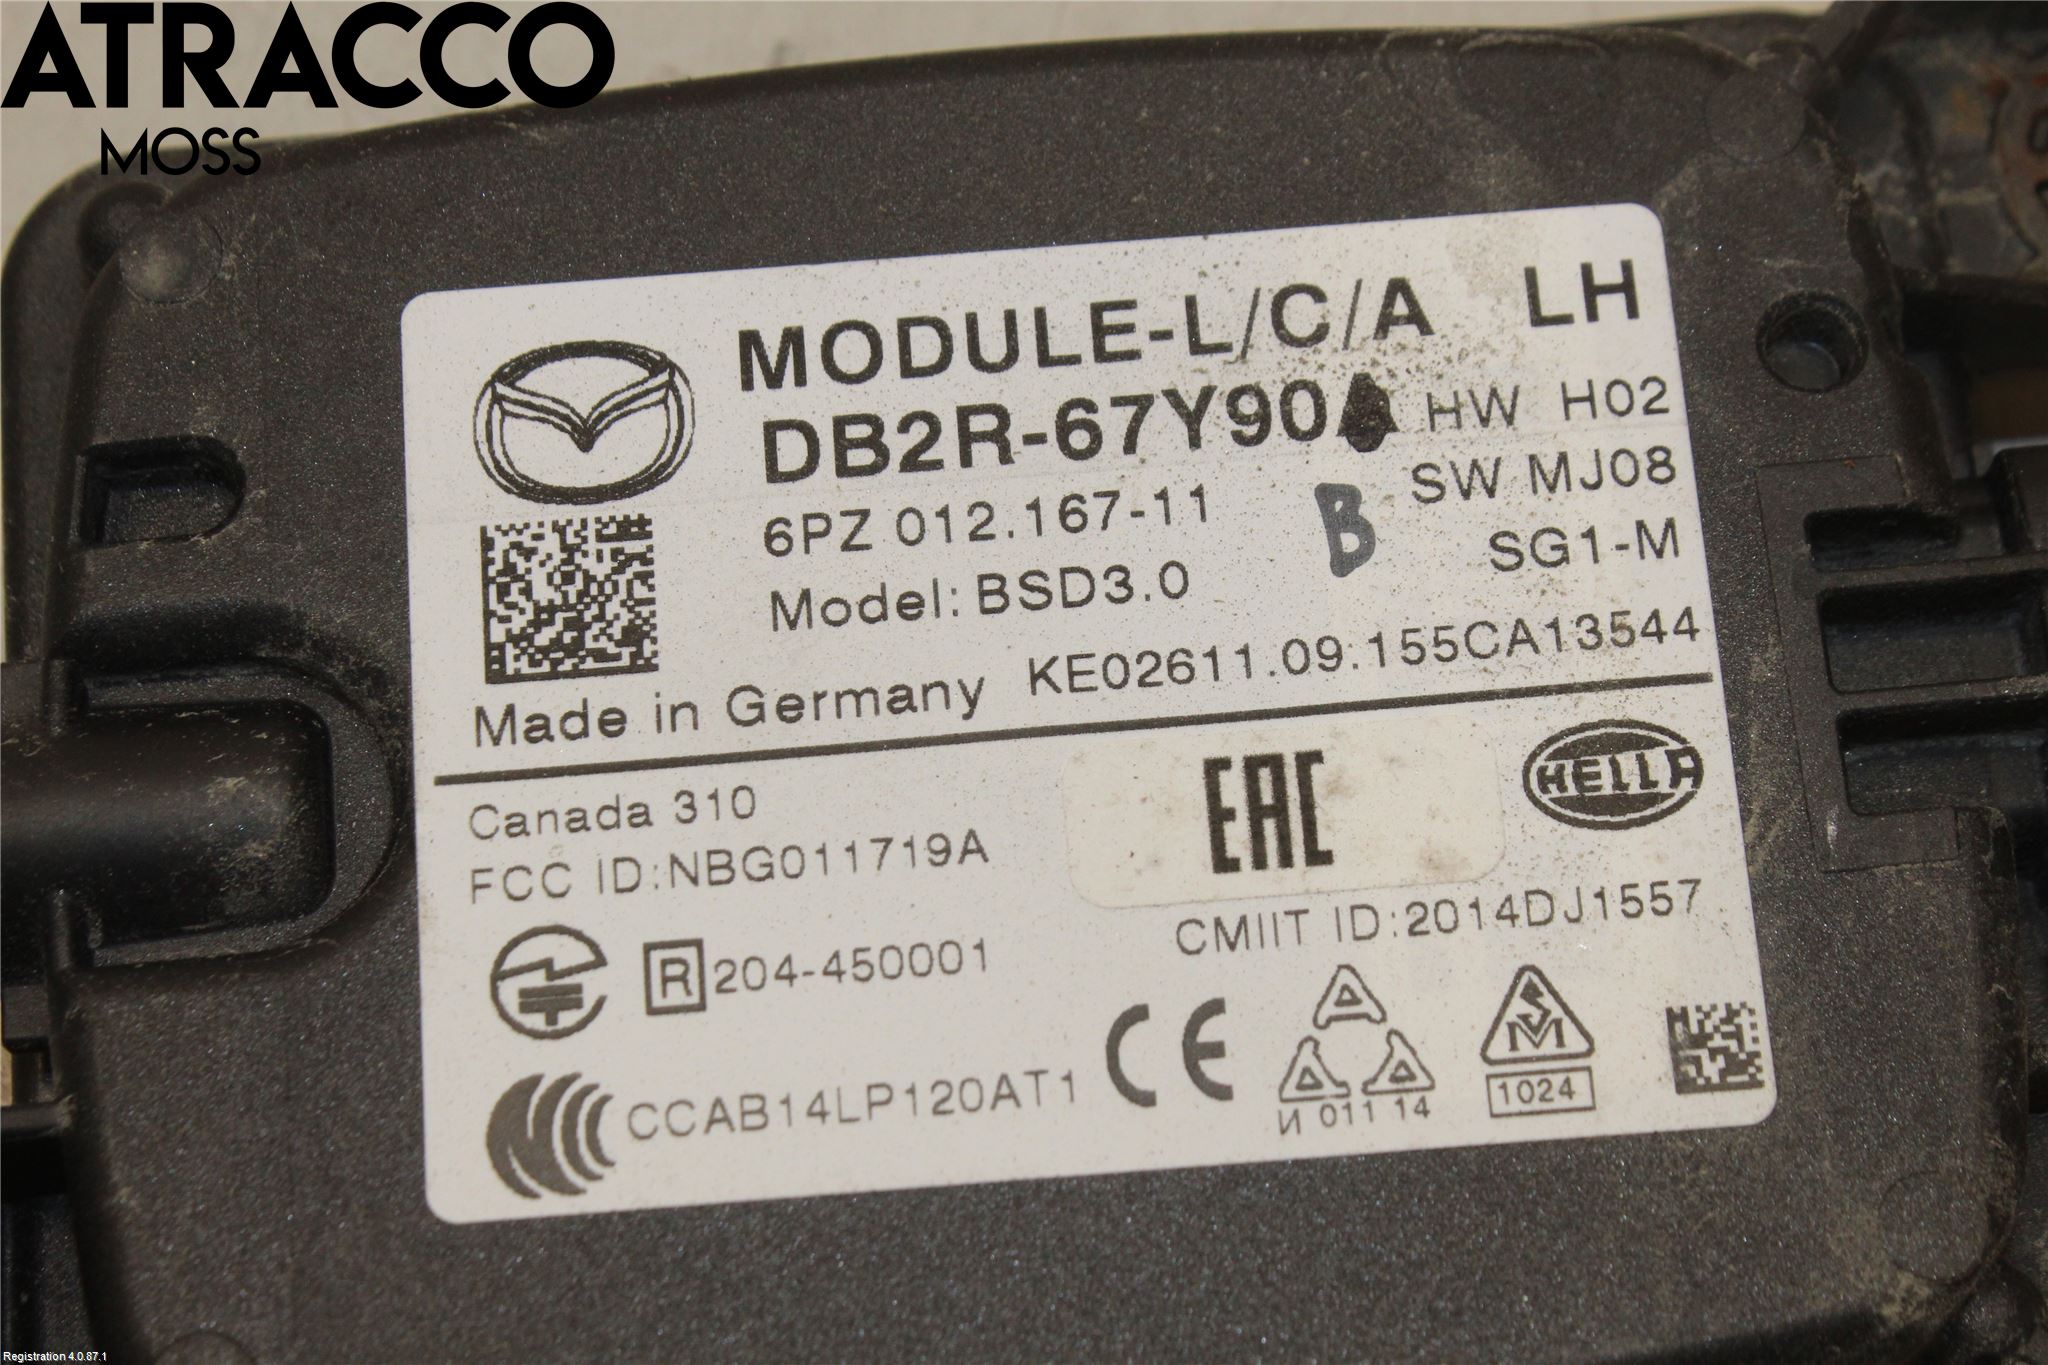 ATRACCO
MOSS
MODULE-L/C/A LH
DB2R-67Y90A HW H02
B SW MJ08
6PZ 012.167-11 SG1-M
Model: BSD3.0
KE02611.09.155CA13544
Made in Germany
Canada 310
EAC
HELLA
FCC ID:NBG011719A
CMIIT ID:2014DJ1557
R 204-450001
CCAB14LP120AT1
CE
И 011 14
SM
1024
Registration 4.0.87.1